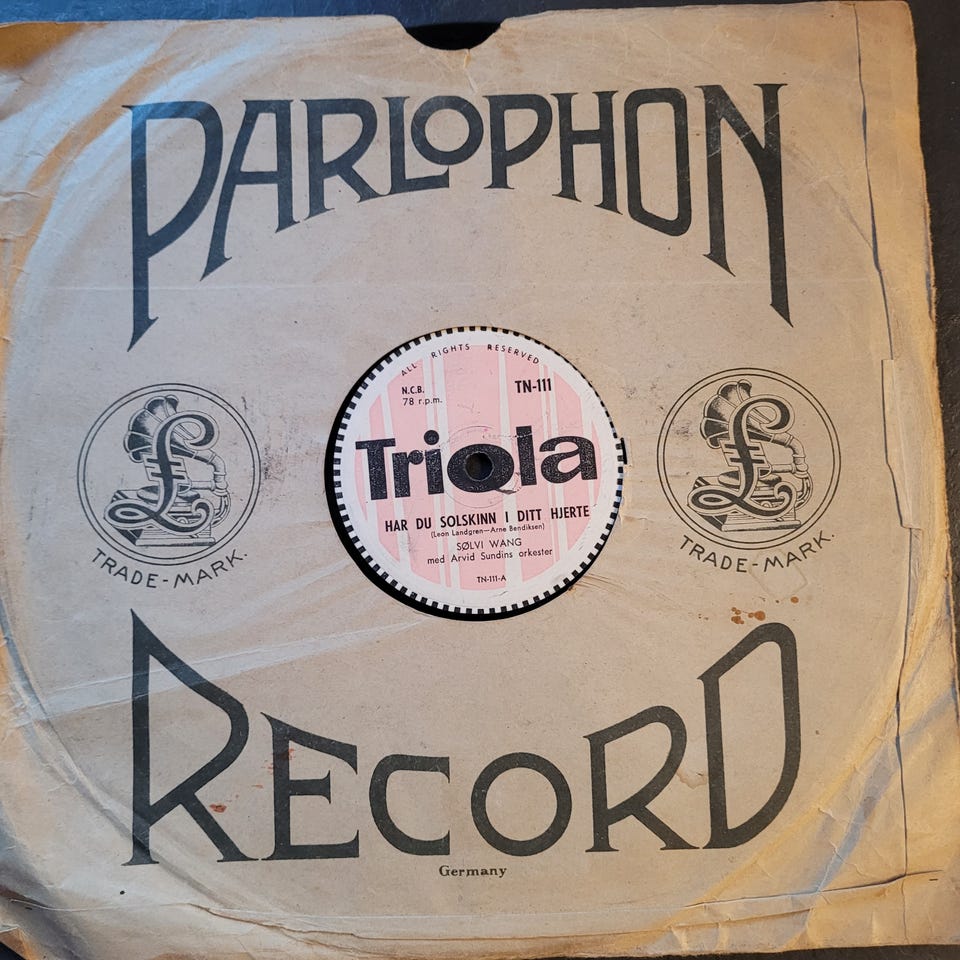 PARLOPHON
ALL RIGHTS RESERVED
N.C.B. TN-111
78 r.p.m.
Triola
HAR DU SOLSKINN I DITT HJERTE
(Leon Landgren—Arne Bendiksen)
SØLVI WANG
med Arvid Sundins orkester
TN-111-A
£
TRADE-MARK.
£
TRADE-MARK.
RECORD
Germany